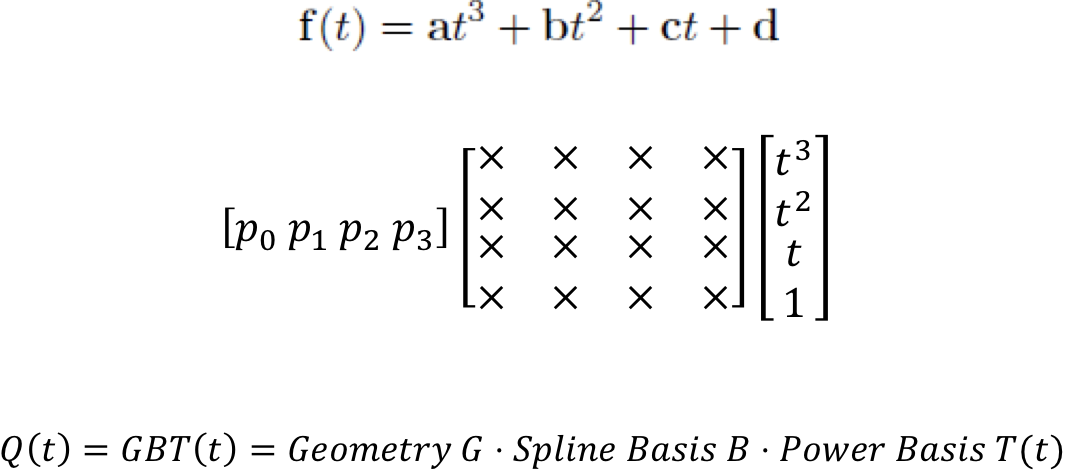 f(t) = at³ + bt² + ct + d
[p₀ p₁ p₂ p₃] [× × × × [t³
× × × × t²
× × × × t
× × × ×] 1]
Q(t) = GBT(t) = Geometry G · Spline Basis B · Power Basis T(t)